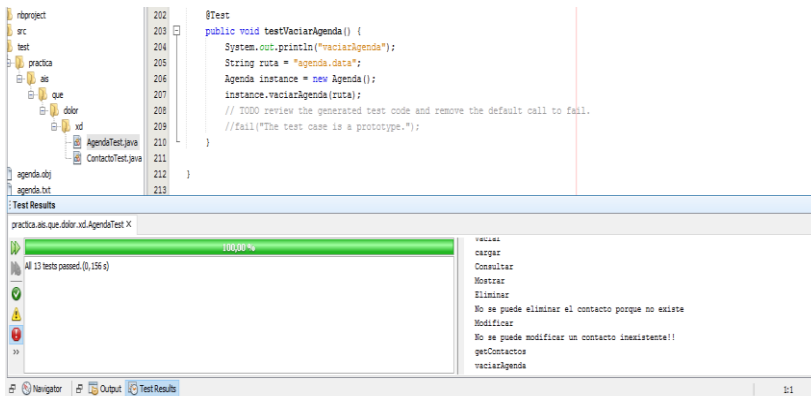 nbproject
src
test
practica
ais
que
dolor
xd
AgendaTest.java
ContactoTest.java
agenda.obj
agenda.txt
202 @Test
203 public void testVaciarAgenda() {
204 System.out.println("vaciarAgenda");
205 String ruta = "agenda.data";
206 Agenda instance = new Agenda();
207 instance.vaciarAgenda(ruta);
208 // TODO review the generated test code and remove the default call to fail.
209 //fail("The test case is a prototype.");
210 }
211
212 }
213
Test Results
practica.ais.que.dolor.xd.AgendaTest X
100,00 %
All 13 tests passed.(0,156 s)
vaciar
cargar
Consultar
Mostrar
Eliminar
No se puede eliminar el contacto porque no existe
Modificar
No se puede modificar un contacto inexistente!!
getContactos
vaciarAgenda
Navigator Output Test Results
1:1